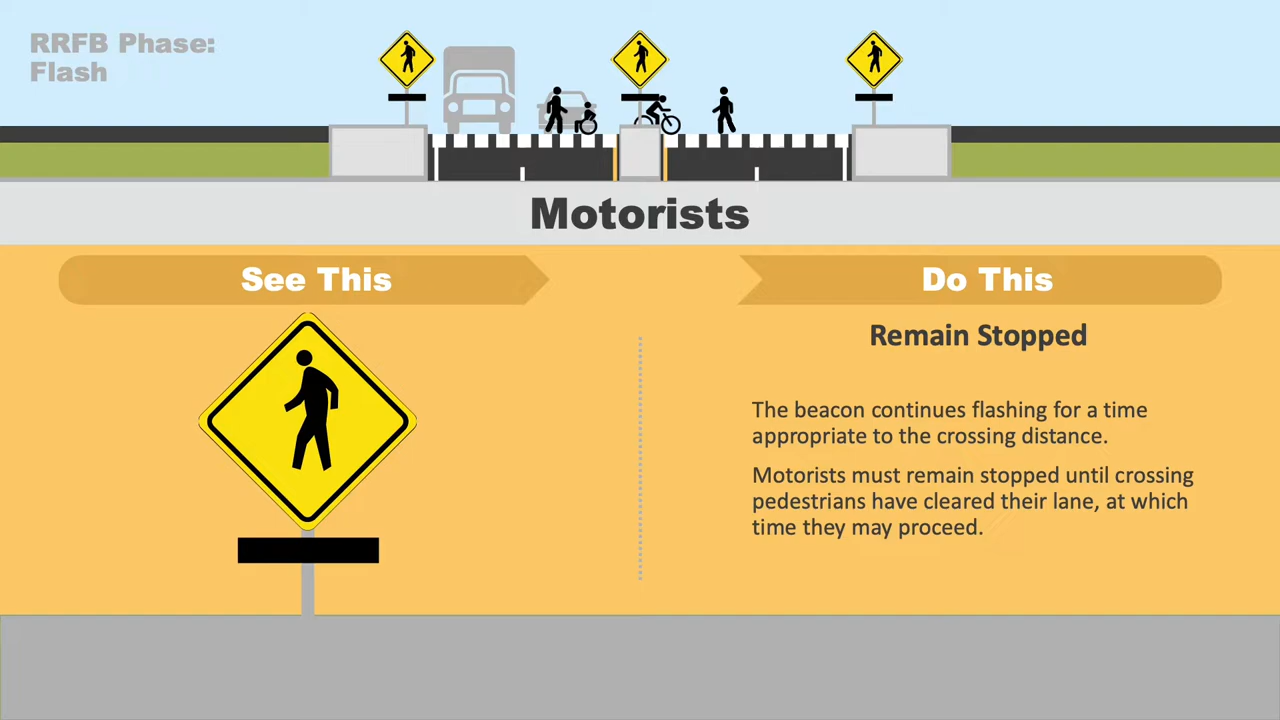 RRFB Phase:
Flash
Motorists
See This
Do This
Remain Stopped
The beacon continues flashing for a time
appropriate to the crossing distance.
Motorists must remain stopped until crossing
pedestrians have cleared their lane, at which
time they may proceed.